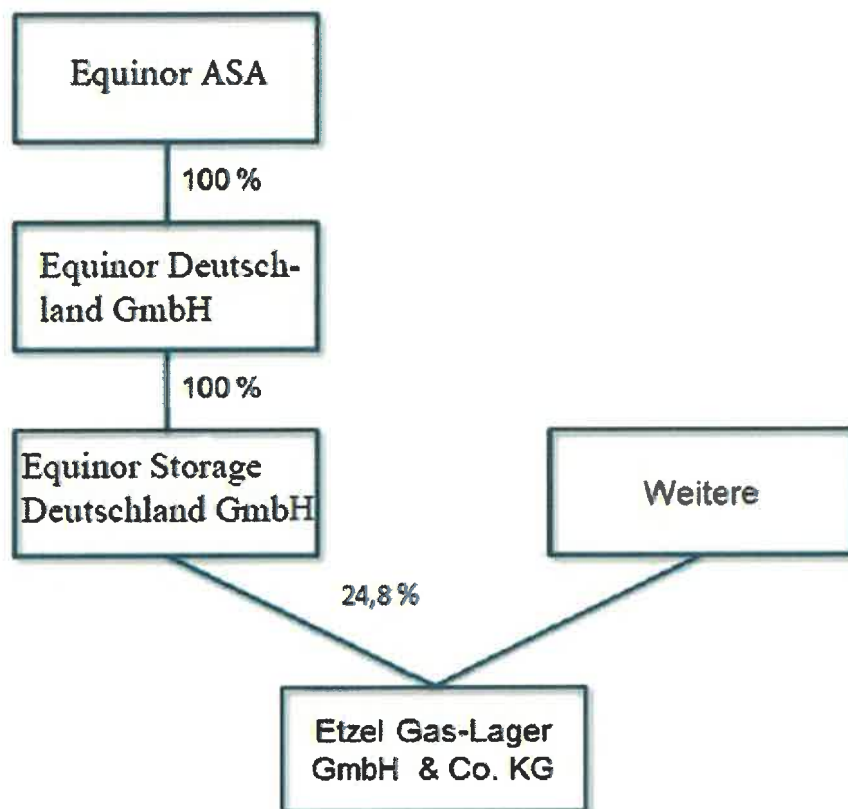 Equinor ASA
100 %
Equinor Deutsch-
land GmbH
100 %
Equinor Storage
Deutschland GmbH
Weitere
24,8 %
Etzel Gas-Lager
GmbH & Co. KG